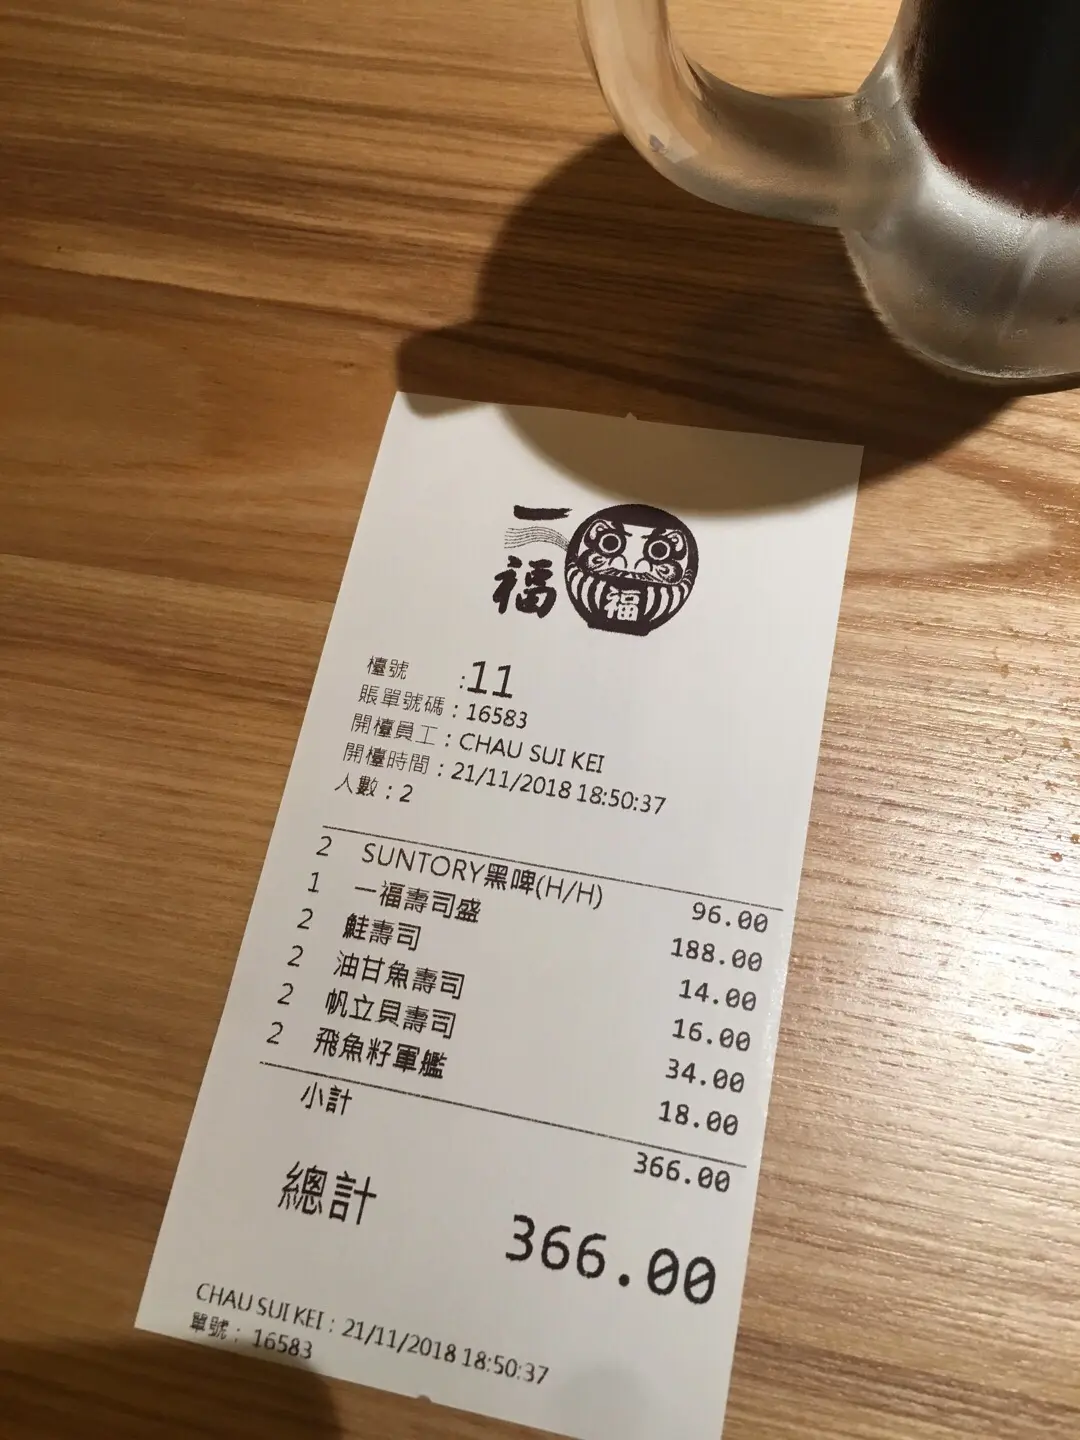 一福
福
檯號 :11
賬單號碼：16583
開檯員工：CHAU SUI KEI
開檯時間：21/11/2018 18:50:37
人數：2
2 SUNTORY黑啤(H/H) 96.00
1 一福壽司盛 188.00
2 鮭壽司 14.00
2 油甘魚壽司 16.00
2 帆立貝壽司 34.00
2 飛魚籽軍艦 18.00
小計 366.00
總計 366.00
CHAU SUI KEI：21/11/2018 18:50:37
單號： 16583